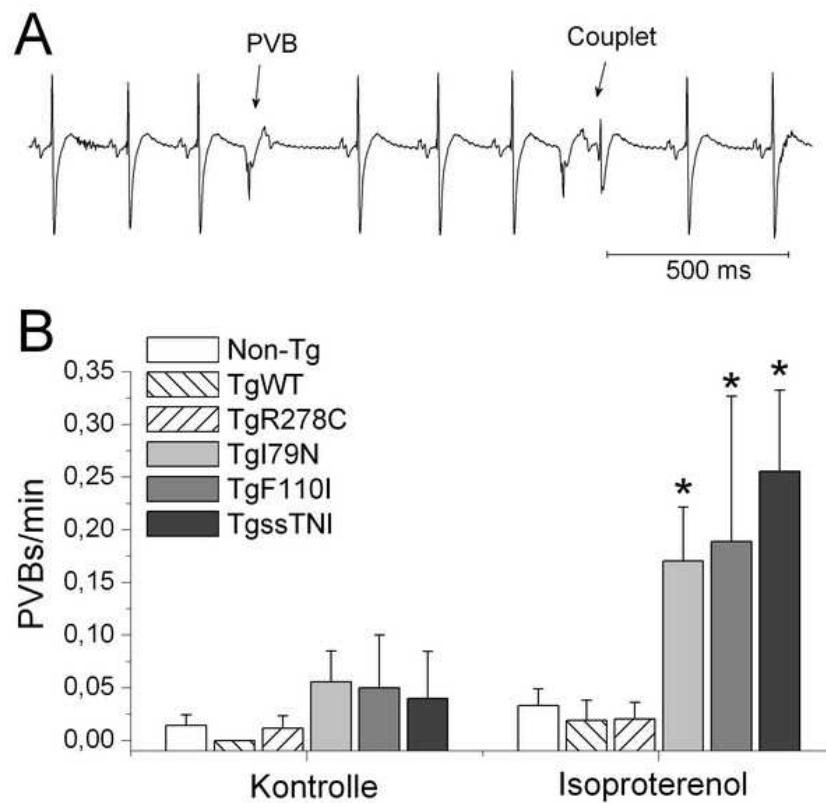 A
PVB
Couplet
500 ms
B
Non-Tg
TgWT
TgR278C
TgI79N
TgF110I
TgssTNI
PVBs/min
0,35
0,30
0,25
0,20
0,15
0,10
0,05
0,00
*
*
*
Kontrolle
Isoproterenol